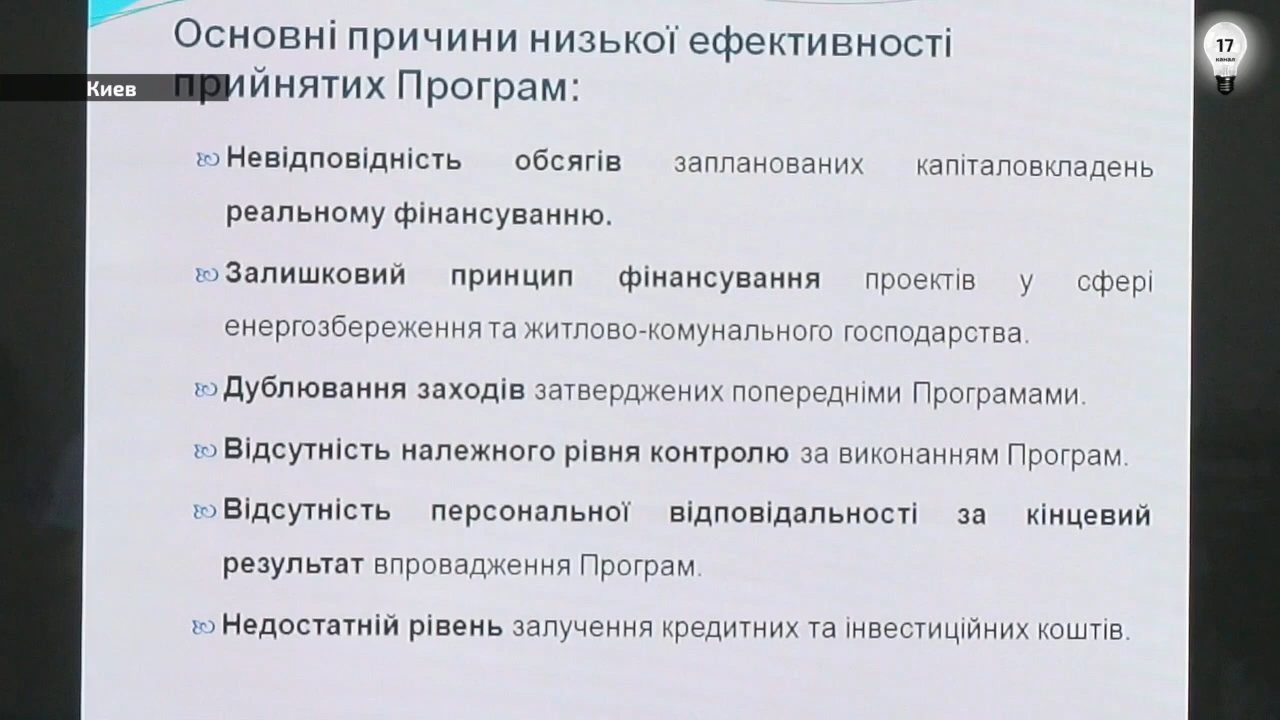 Основні причини низької ефективності
прийнятих Програм:
Киев
17
канал
Невідповідність обсягів запланованих капіталовкладень
реальному фінансуванню.
Залишковий принцип фінансування проектів у сфері
енергозбереження та житлово-комунального господарства.
Дублювання заходів затверджених попередніми Програмами.
Відсутність належного рівня контролю за виконанням Програм.
Відсутність персональної відповідальності за кінцевий
результат впровадження Програм.
Недостатній рівень залучення кредитних та інвестиційних коштів.